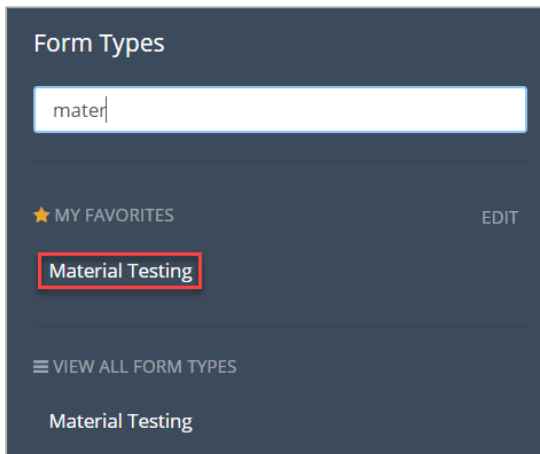 Form Types
mater
MY FAVORITES EDIT
Material Testing
VIEW ALL FORM TYPES
Material Testing